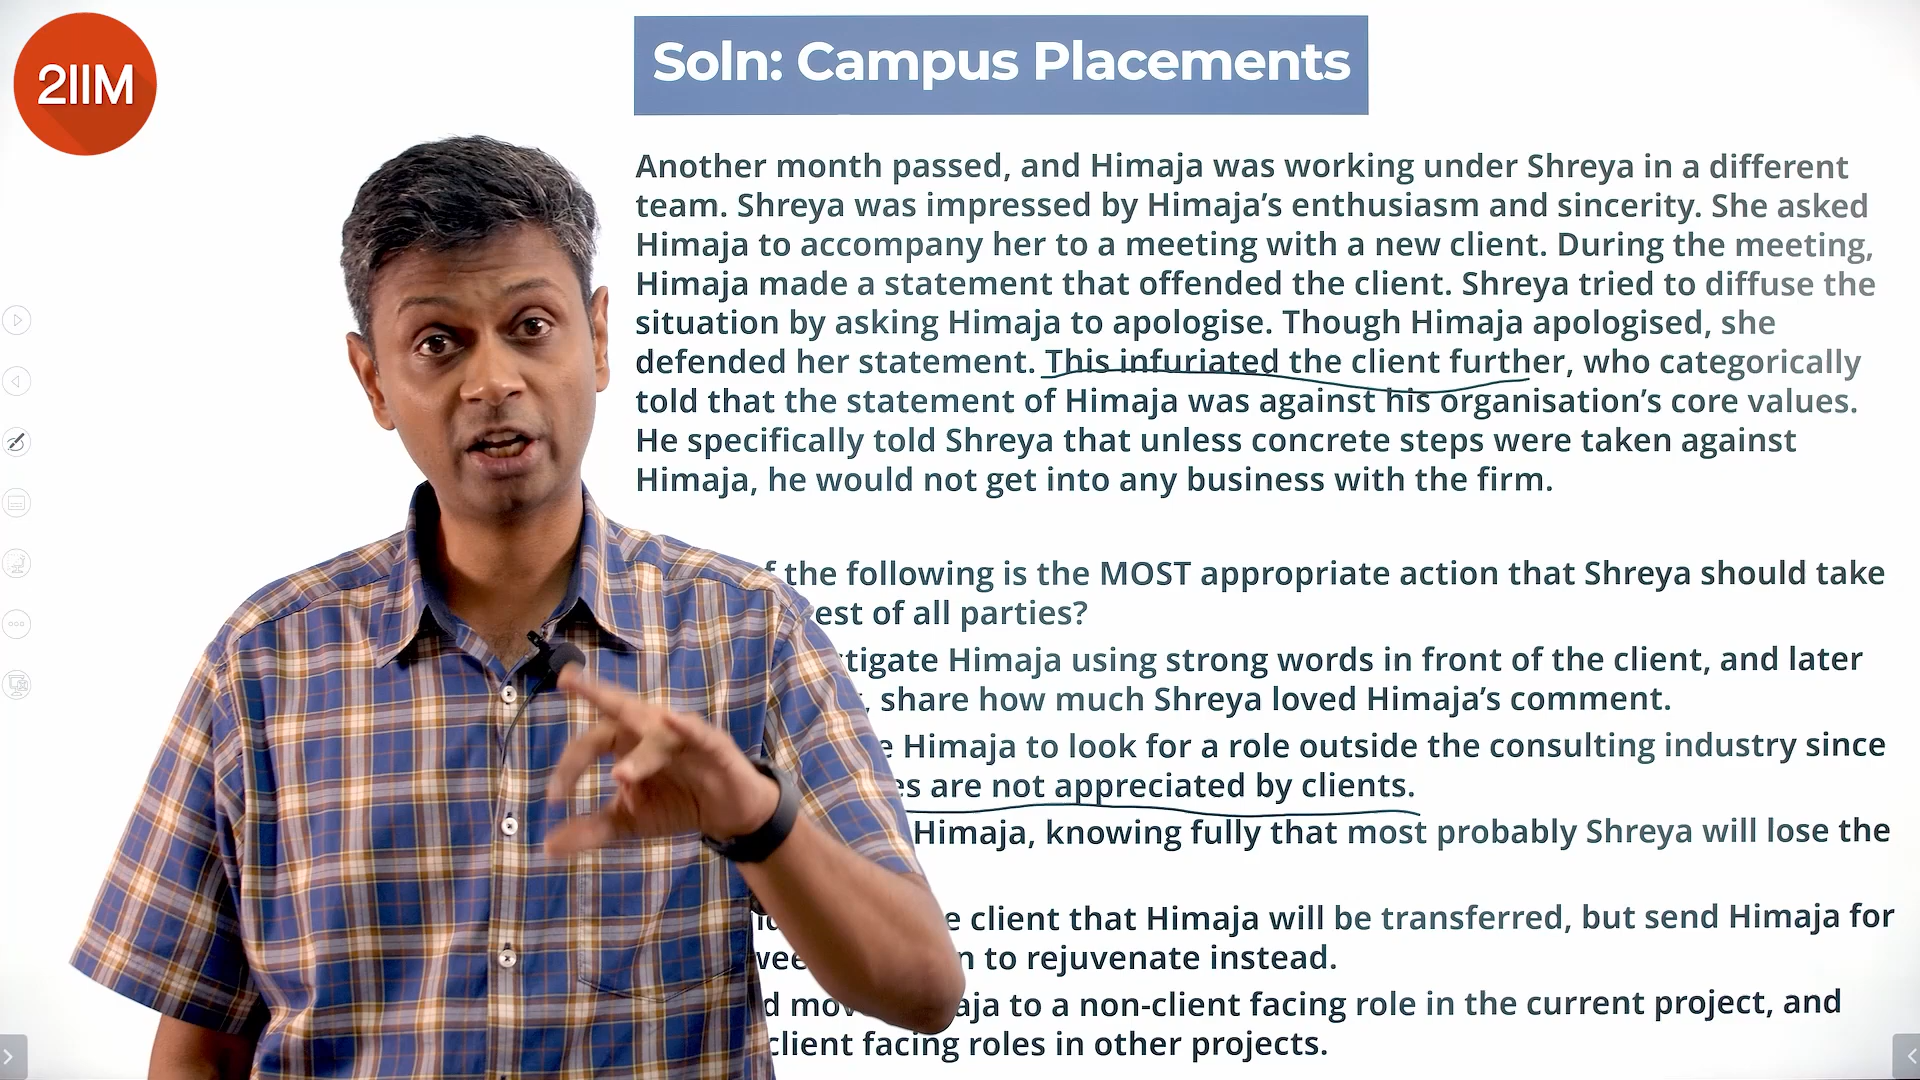 2IIM
Soln: Campus Placements
Another month passed, and Himaja was working under Shreya in a different
team. Shreya was impressed by Himaja's enthusiasm and sincerity. She asked
Himaja to accompany her to a meeting with a new client. During the meeting,
Himaja made a statement that offended the client. Shreya tried to diffuse the
situation by asking Himaja to apologise. Though Himaja apologised, she
defended her statement. This infuriated the client further, who categorically
told that the statement of Himaja was against his organisation's core values.
He specifically told Shreya that unless concrete steps were taken against
Himaja, he would not get into any business with the firm.
the following is the MOST appropriate action that Shreya should take
of all parties?
Himaja using strong words in front of the client, and later
share how much Shreya loved Himaja's comment.
Himaja to look for a role outside the consulting industry since
are not appreciated by clients.
Himaja, knowing fully that most probably Shreya will lose the
client that Himaja will be transferred, but send Himaja for
to rejuvenate instead.
to a non-client facing role in the current project, and
client facing roles in other projects.